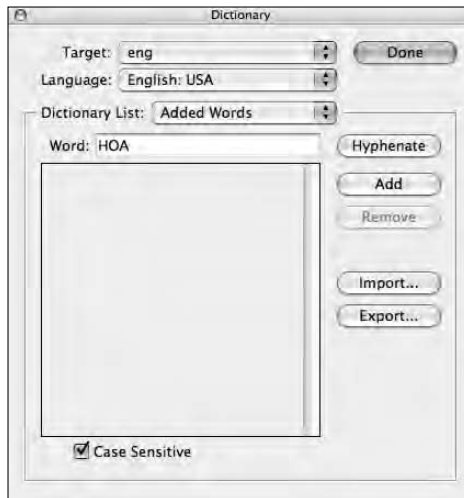 Dictionary
Target: eng Done
Language: English: USA
Dictionary List: Added Words
Word: HOA Hyphenate
Add
Remove
Import...
Export...
Case Sensitive